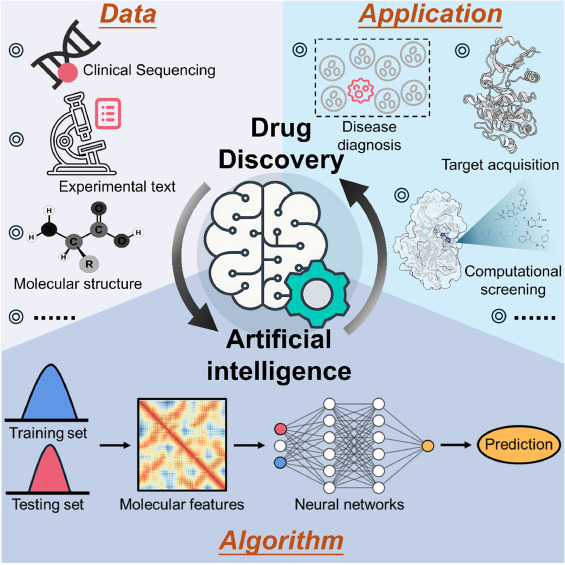 Data
Clinical Sequencing
Experimental text
H
H
N
H
C
C
O
O
H
R
Molecular structure
......
Application
Disease
diagnosis
Target acquisition
Computational
screening
......
Drug
Discovery
Artificial
intelligence
Training set
Testing set
Molecular features
Neural networks
Prediction
Algorithm